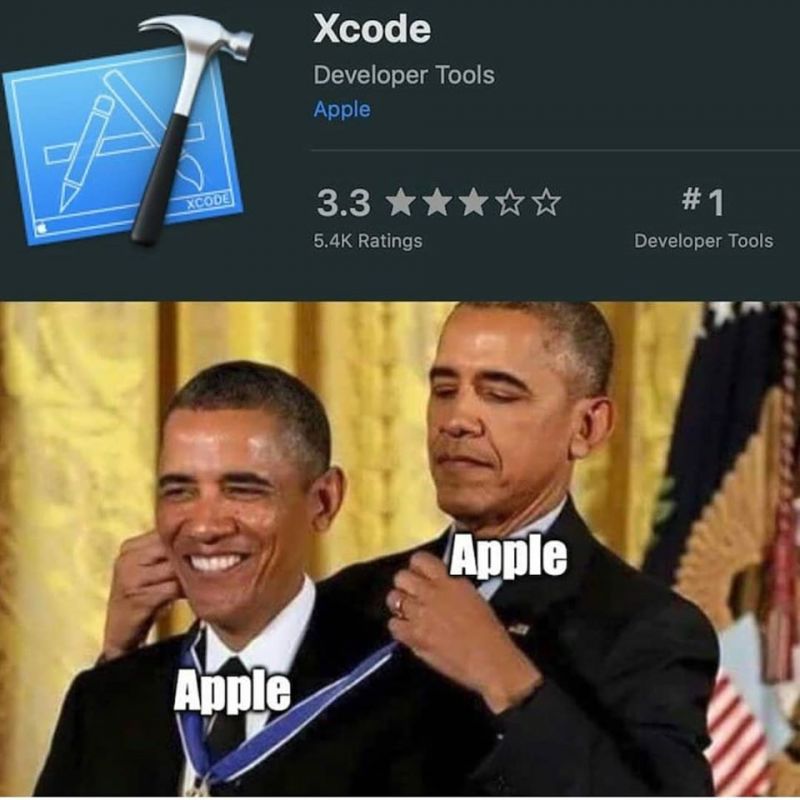 Xcode
Developer Tools
Apple
XCODE
3.3 ★★★☆☆
#1
5.4K Ratings
Developer Tools
Apple
Apple